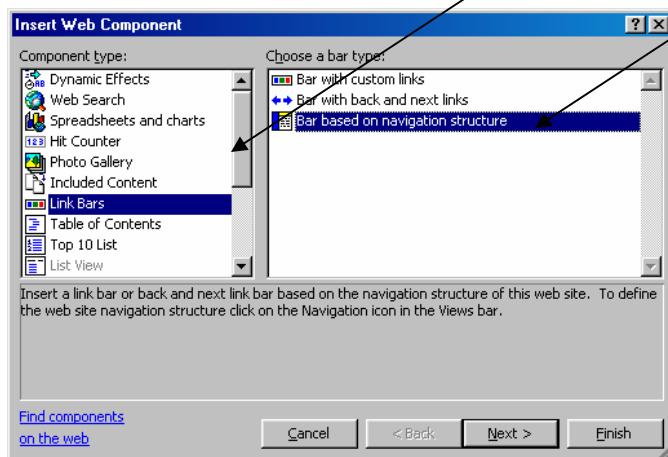 Insert Web Component
Component type:
Choose a bar type:
Dynamic Effects
Web Search
Spreadsheets and charts
Hit Counter
Photo Gallery
Included Content
Link Bars
Table of Contents
Top 10 List
List View
Bar with custom links
Bar with back and next links
Bar based on navigation structure
Insert a link bar or back and next link bar based on the navigation structure of this web site. To define
the web site navigation structure click on the Navigation icon in the Views bar.
Find components
on the web
Cancel
< Back
Next >
Finish